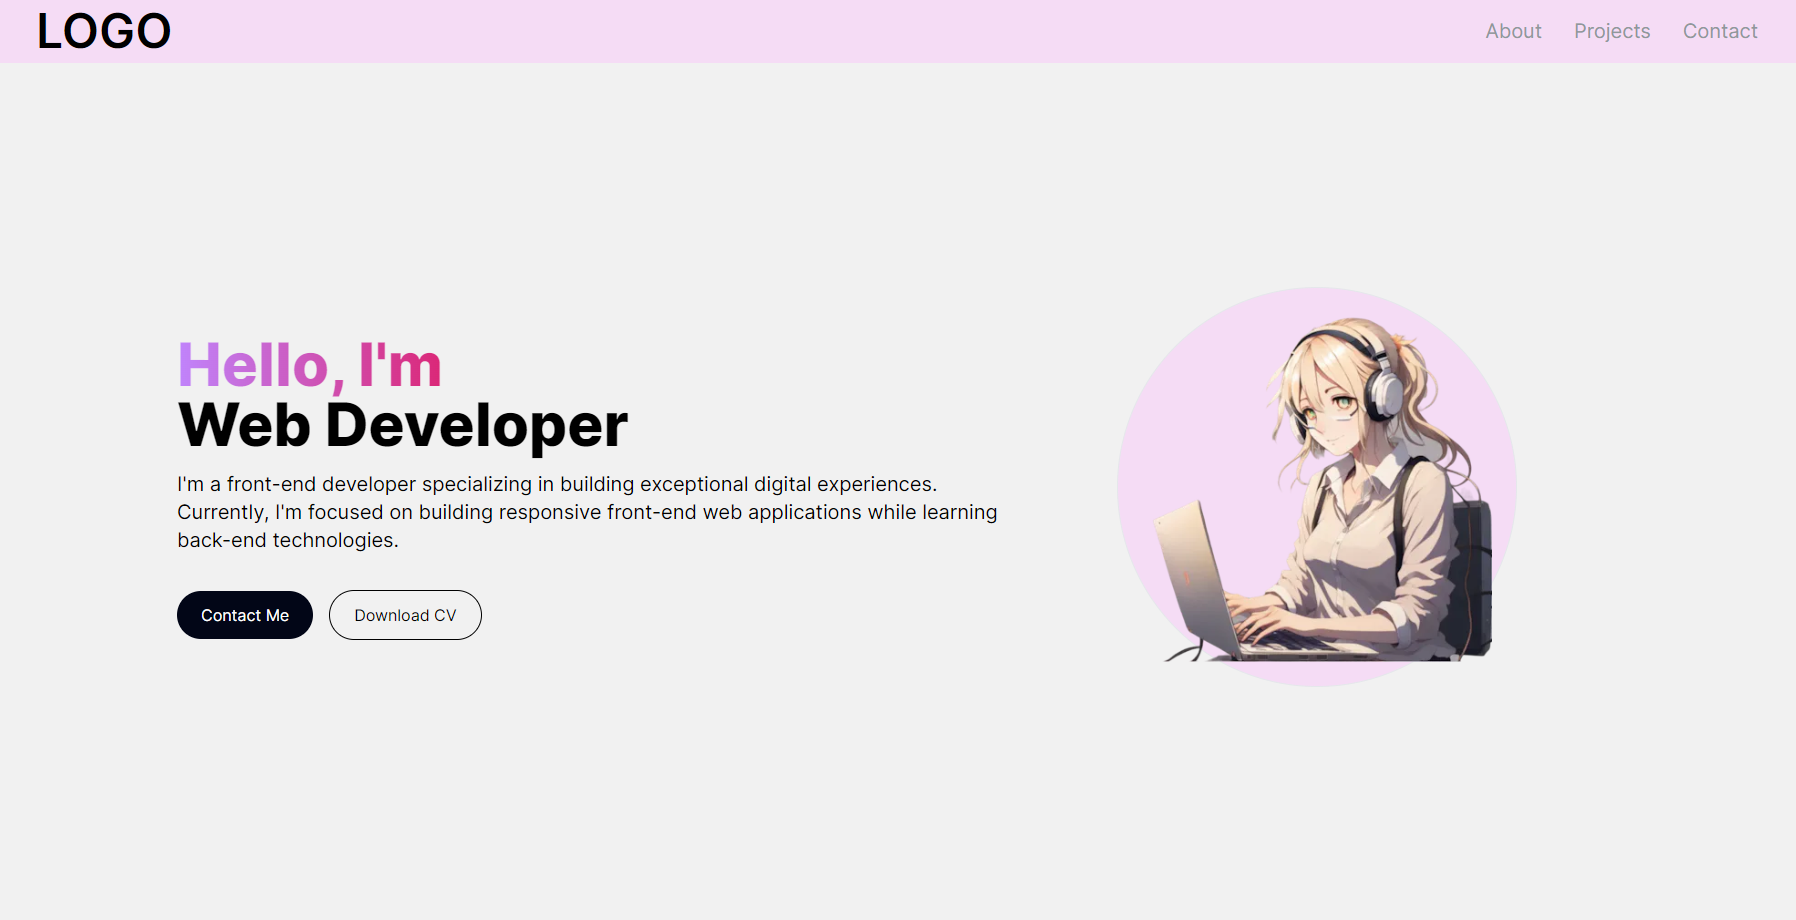 LOGO
About Projects Contact
Hello, I'm
Web Developer
I'm a front-end developer specializing in building exceptional digital experiences.
Currently, I'm focused on building responsive front-end web applications while learning
back-end technologies.
Contact Me
Download CV